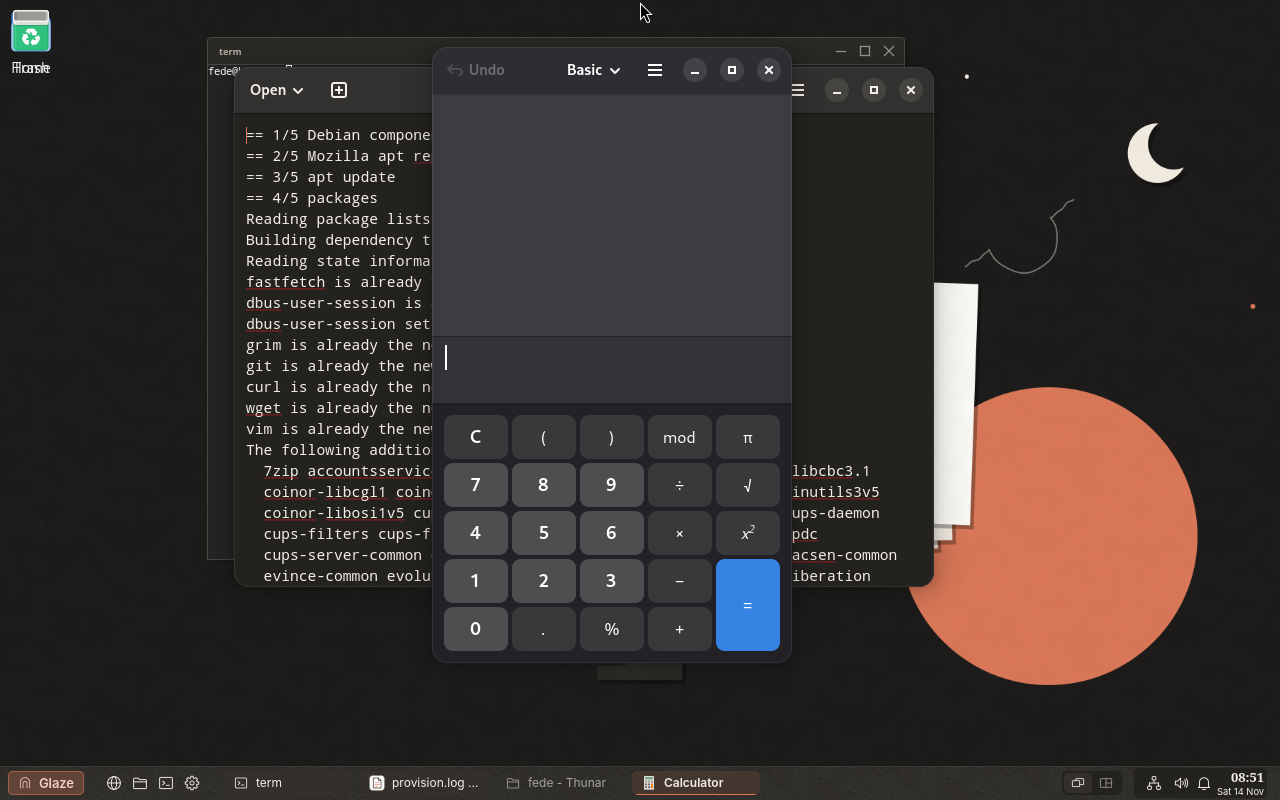 term
fede@
Open
== 1/5 Debian compone
== 2/5 Mozilla apt re
== 3/5 apt update
== 4/5 packages
Reading package lists
Building dependency t
Reading state informa
fastfetch is already
dbus-user-session is
dbus-user-session set
grim is already the n
git is already the new
curl is already the n
wget is already the n
vim is already the new
The following additio
7zip accountsservic libcbc3.1
coinor-libcgl1 coin inutils3v5
coinor-libosi1v5 cu ups-daemon
cups-filters cups-f pdc
cups-server-common acsen-common
evince-common evolu iberation
Undo
Basic
C ( ) mod π
7 8 9 ÷ √
4 5 6 × x²
1 2 3 − =
0 . % +
Glaze
term
provision.log ...
fede - Thunar
Calculator
08:51
Sat 14 Nov